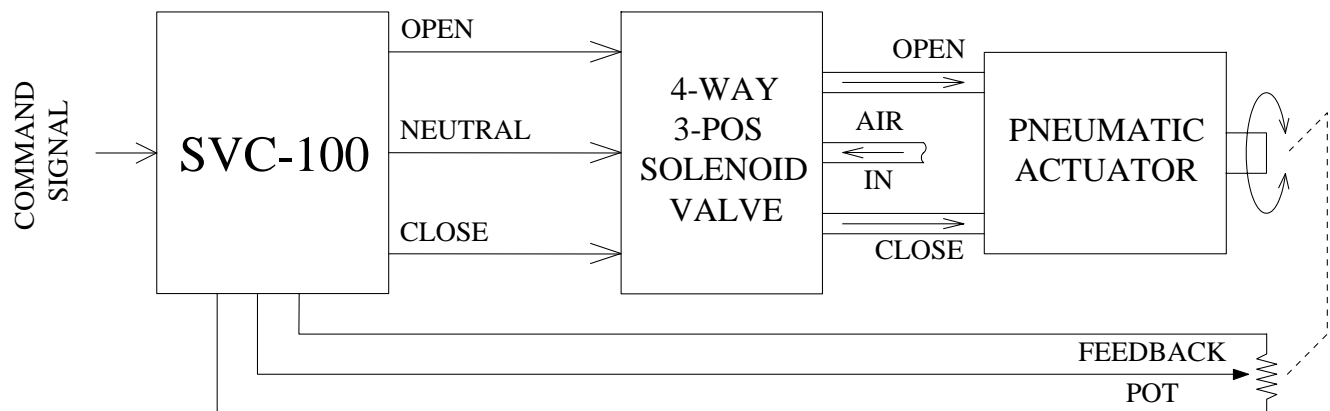 COMMAND
SIGNAL
SVC-100
OPEN
NEUTRAL
CLOSE
4-WAY
3-POS
SOLENOID
VALVE
OPEN
AIR
IN
CLOSE
PNEUMATIC
ACTUATOR
FEEDBACK
POT